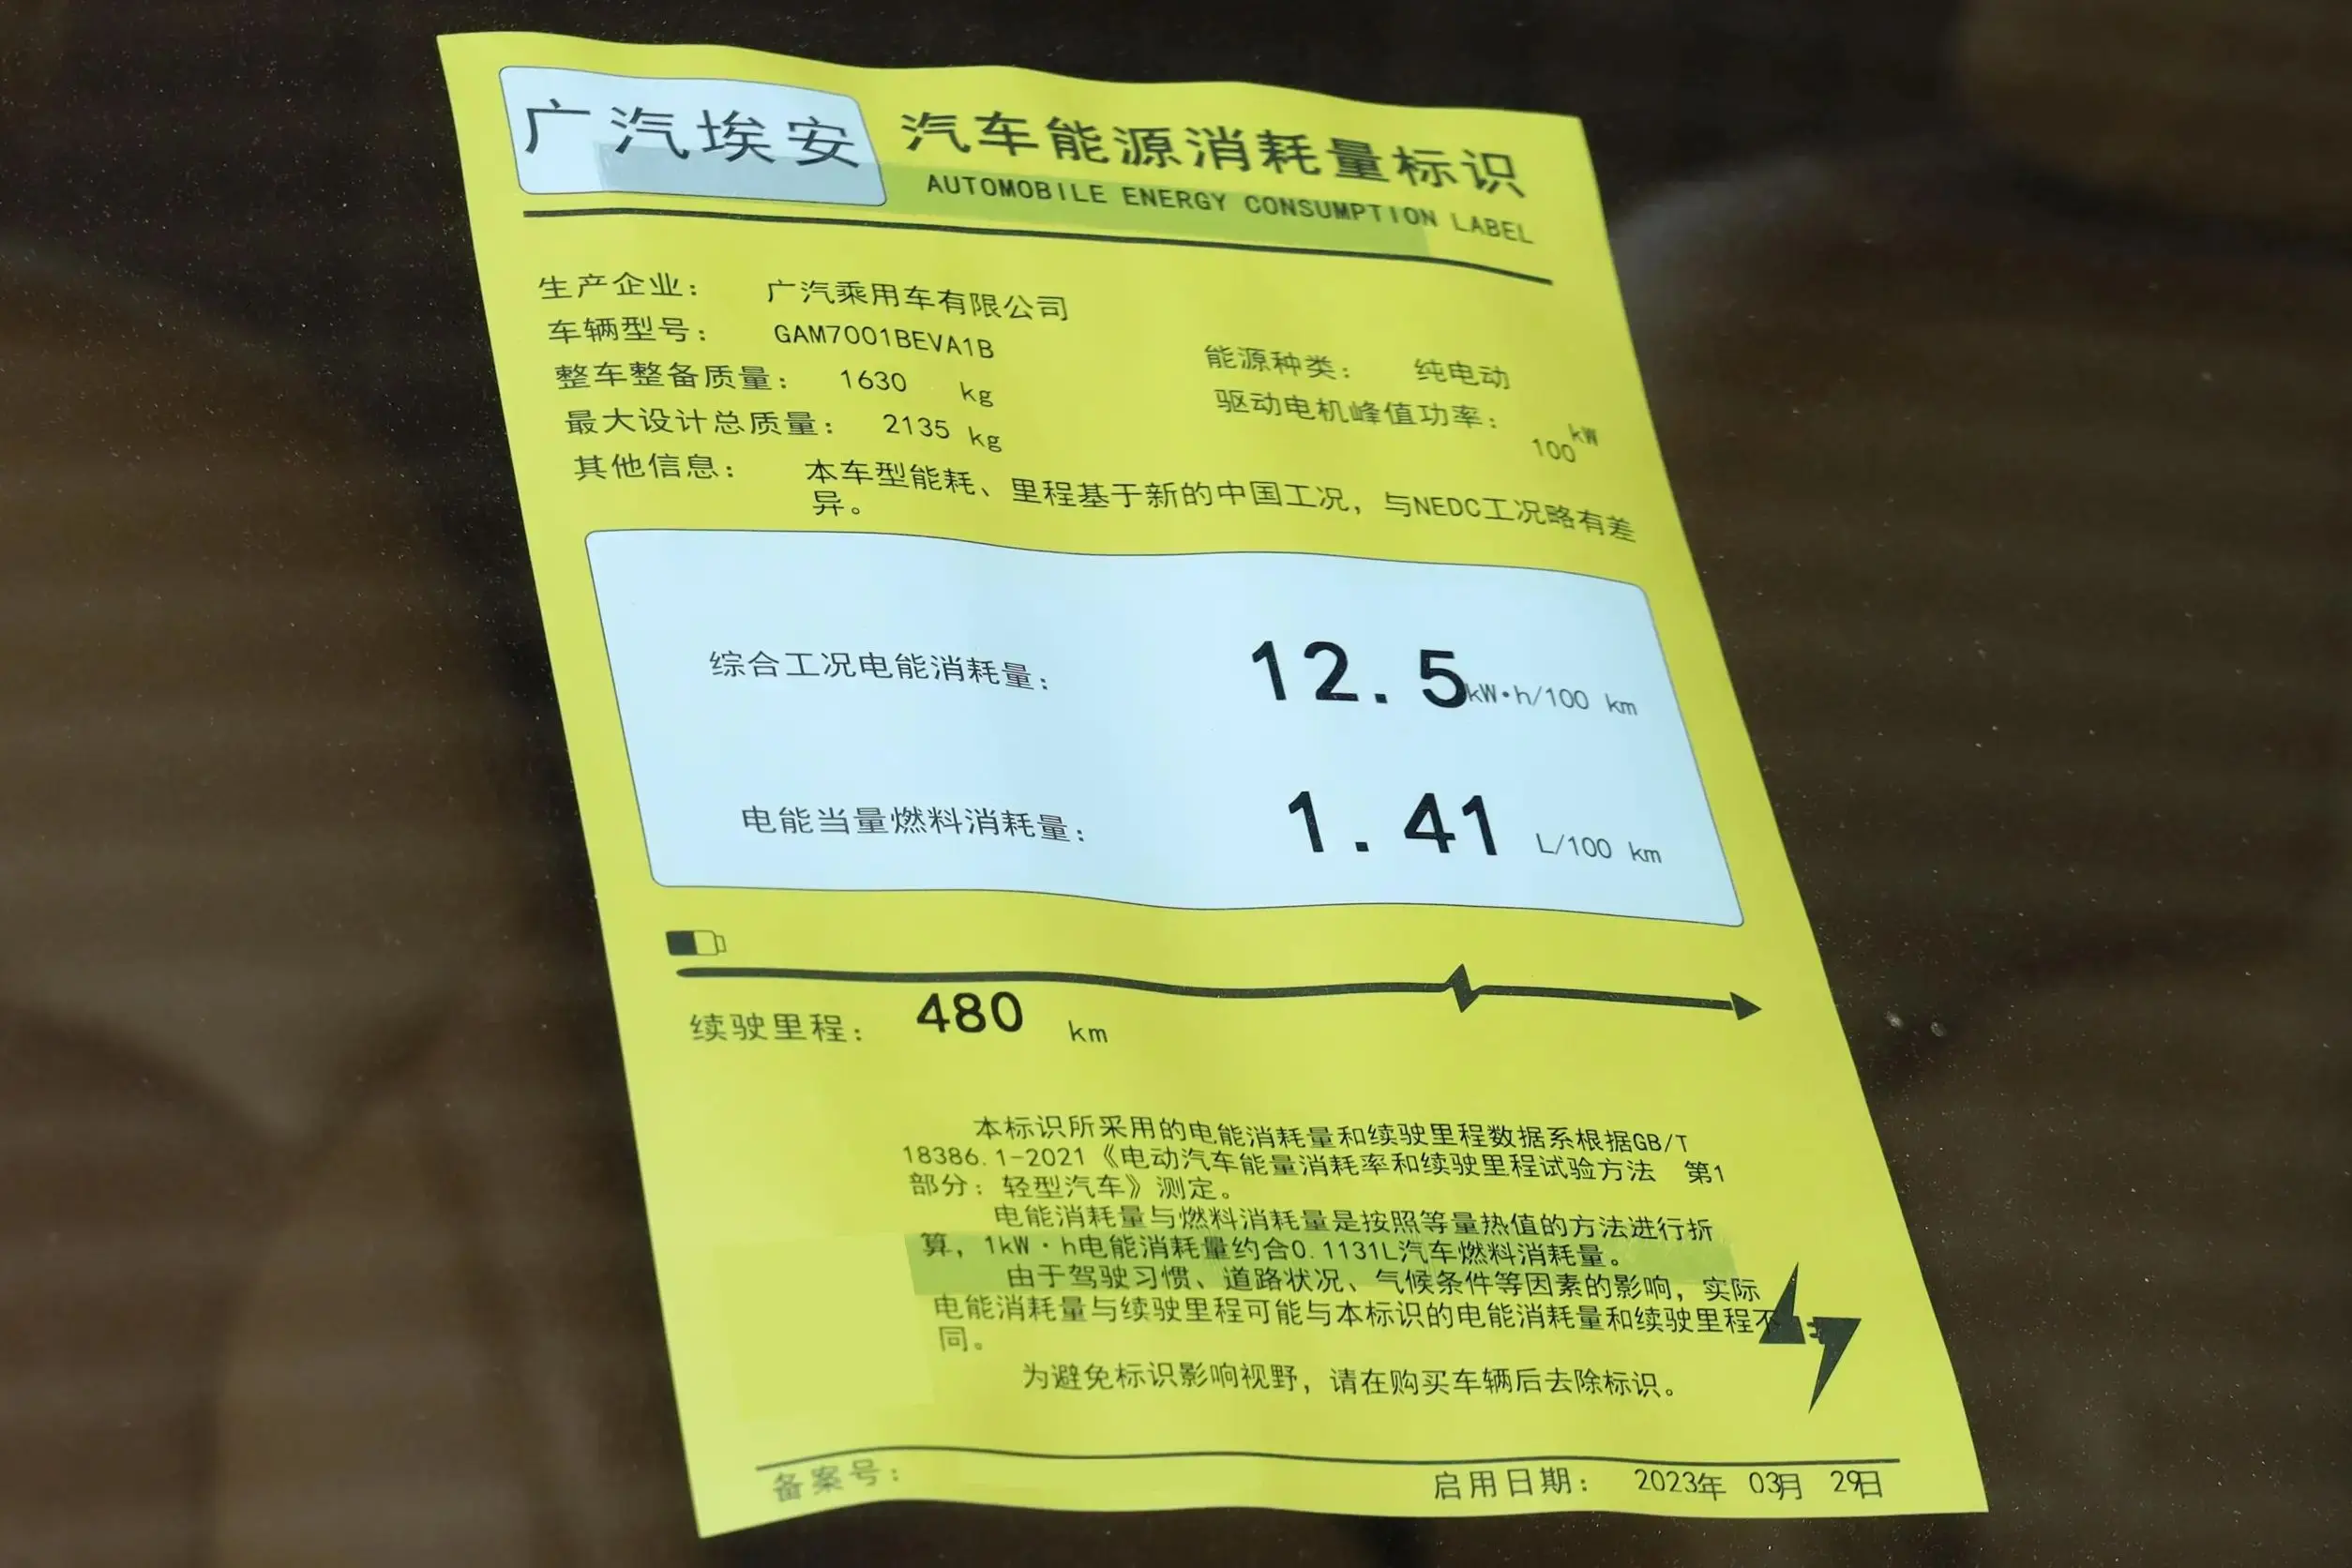 广汽埃安 汽车能源消耗量标识
AUTOMOBILE ENERGY CONSUMPTION LABEL
生产企业： 广汽乘用车有限公司
车辆型号： GAM7001BEVA1B
能源种类： 纯电动
整车整备质量： 1630 kg
驱动电机峰值功率： 100 kW
最大设计总质量： 2135 kg
其他信息： 本车型能耗、里程基于新的中国工况，与NEDC工况略有差
异。
综合工况电能消耗量： 12.5 kW·h/100 km
电能当量燃料消耗量： 1.41 L/100 km
续驶里程： 480 km
本标识所采用的电能消耗量和续驶里程数据系根据GB/T
18386.1-2021《电动汽车能量消耗率和续驶里程试验方法 第1
部分：轻型汽车》测定。
电能消耗量与燃料消耗量是按照等量热值的方法进行折
算，1kW·h电能消耗量约合0.1131L汽车燃料消耗量。
由于驾驶习惯、道路状况、气候条件等因素的影响，实际
电能消耗量与续驶里程可能与本标识的电能消耗量和续驶里程不
同。
为避免标识影响视野，请在购买车辆后去除标识。
备案号：
启用日期： 2023年 03月 29日